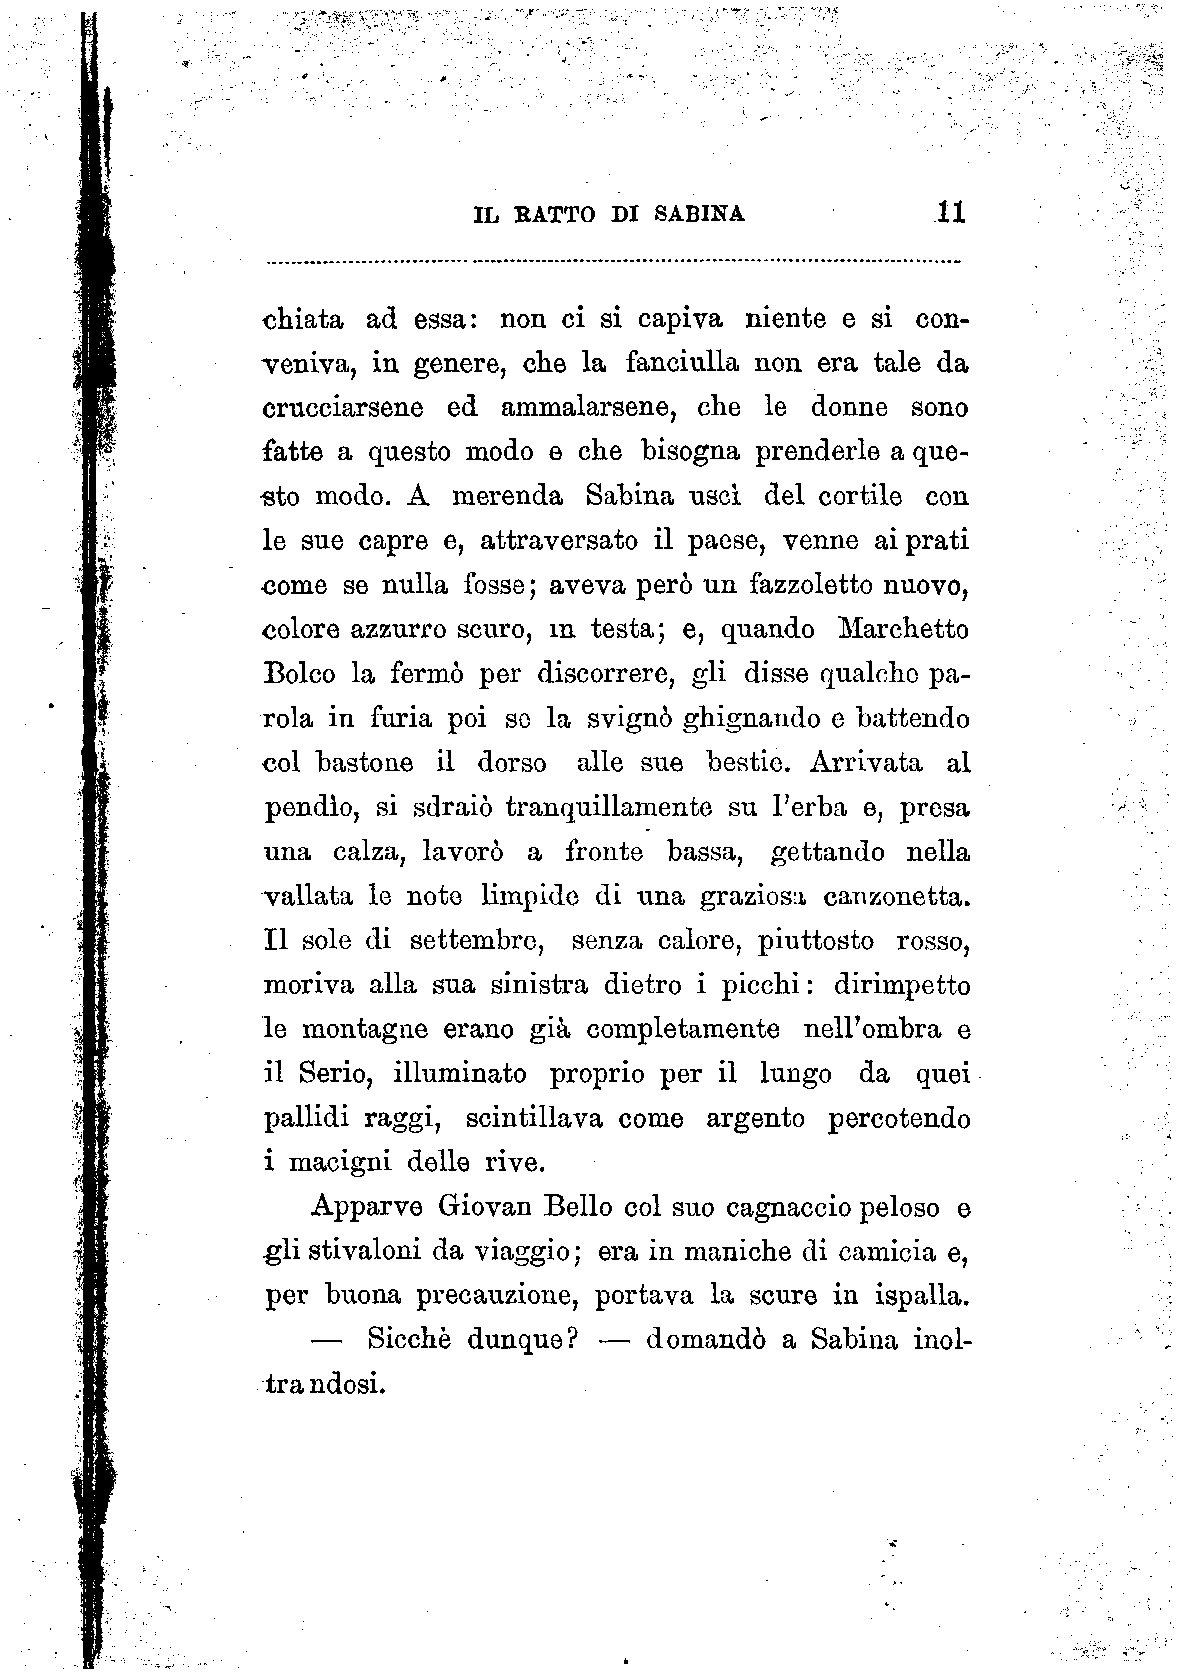 IL RATTO DI SABINA 11
chiata ad essa: non ci si capiva niente e si con-
veniva, in genere, che la fanciulla non era tale da
crucciarsene ed ammalarsene, che le donne sono
fatte a questo modo e che bisogna prenderle a que-
sto modo. A merenda Sabina uscì del cortile con
le sue capre e, attraversato il paese, venne ai prati
come se nulla fosse; aveva però un fazzoletto nuovo,
colore azzurro scuro, in testa; e, quando Marchetto
Bolco la fermò per discorrere, gli disse qualche pa-
rola in furia poi se la svignò ghignando e battendo
col bastone il dorso alle sue bestie. Arrivata al
pendìo, si sdraiò tranquillamente su l'erba e, presa
una calza, lavorò a fronte bassa, gettando nella
vallata le note limpide di una graziosa canzonetta.
Il sole di settembre, senza calore, piuttosto rosso,
moriva alla sua sinistra dietro i picchi: dirimpetto
le montagne erano già completamente nell'ombra e
il Serio, illuminato proprio per il lungo da quei
pallidi raggi, scintillava come argento percotendo
i macigni delle rive.
Apparve Giovan Bello col suo cagnaccio peloso e
gli stivaloni da viaggio; era in maniche di camicia e,
per buona precauzione, portava la scure in ispalla.
— Sicchè dunque? — domandò a Sabina inol-
trandosi.